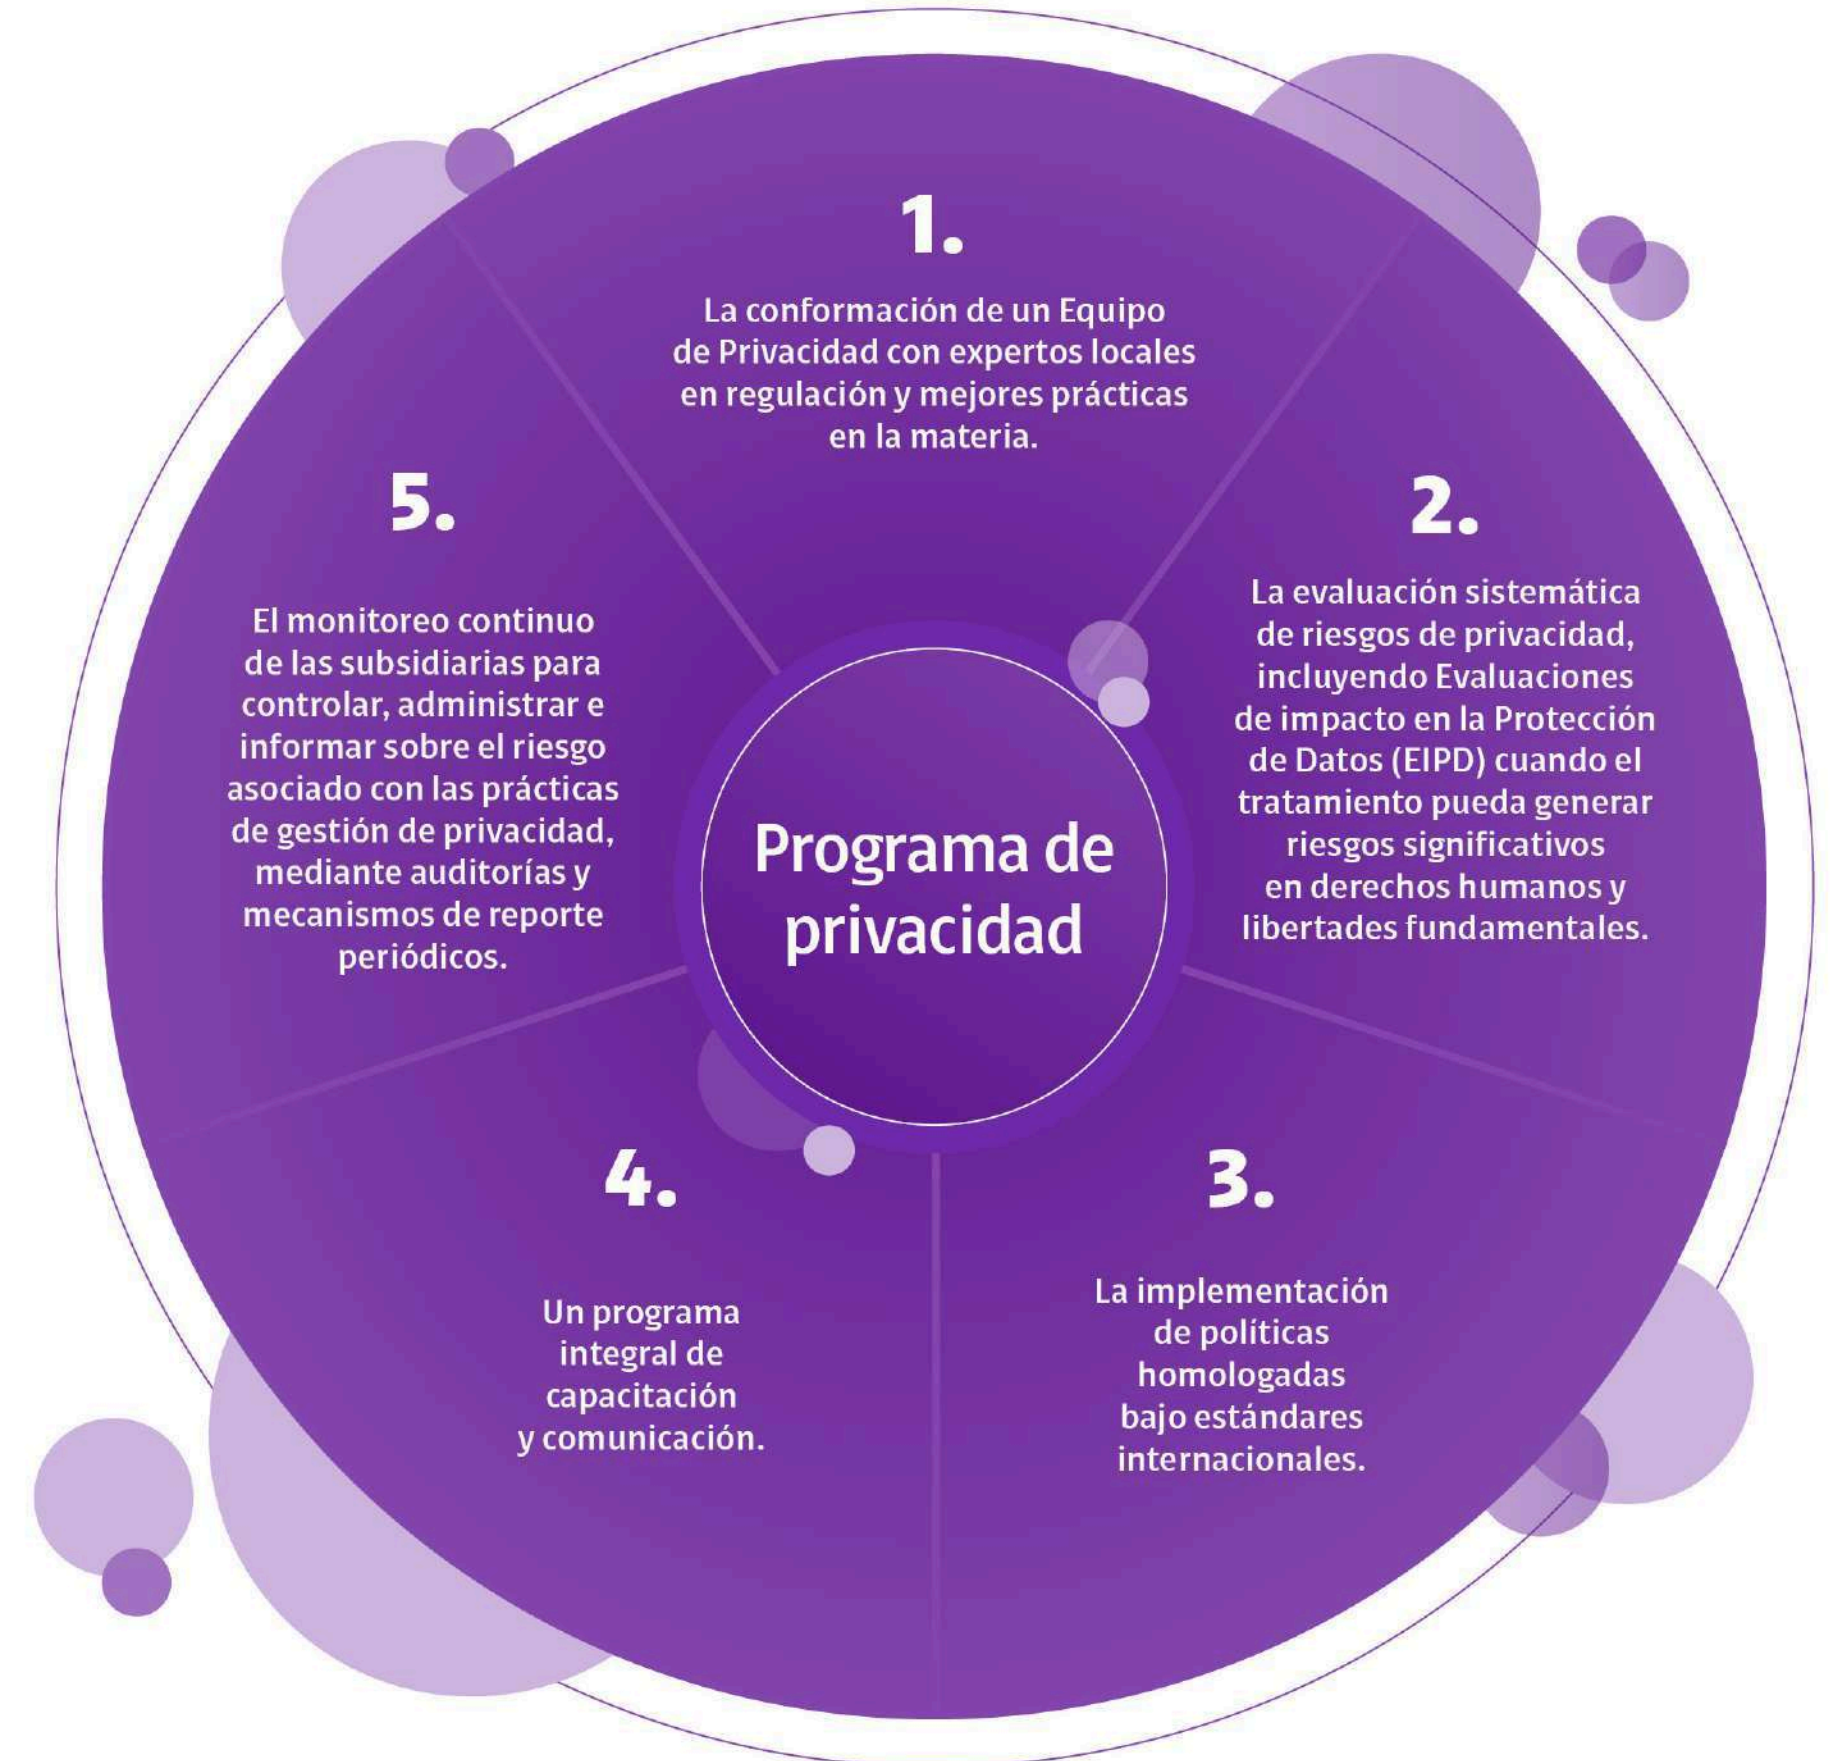 Programa de
privacidad
1.
La conformación de un Equipo
de Privacidad con expertos locales
en regulación y mejores prácticas
en la materia.
2.
La evaluación sistemática
de riesgos de privacidad,
incluyendo Evaluaciones
de impacto en la Protección
de Datos (EIPD) cuando el
tratamiento pueda generar
riesgos significativos
en derechos humanos y
libertades fundamentales.
3.
La implementación
de políticas
homologadas
bajo estándares
internacionales.
4.
Un programa
integral de
capacitación
y comunicación.
5.
El monitoreo continuo
de las subsidiarias para
controlar, administrar e
informar sobre el riesgo
asociado con las prácticas
de gestión de privacidad,
mediante auditorías y
mecanismos de reporte
periódicos.